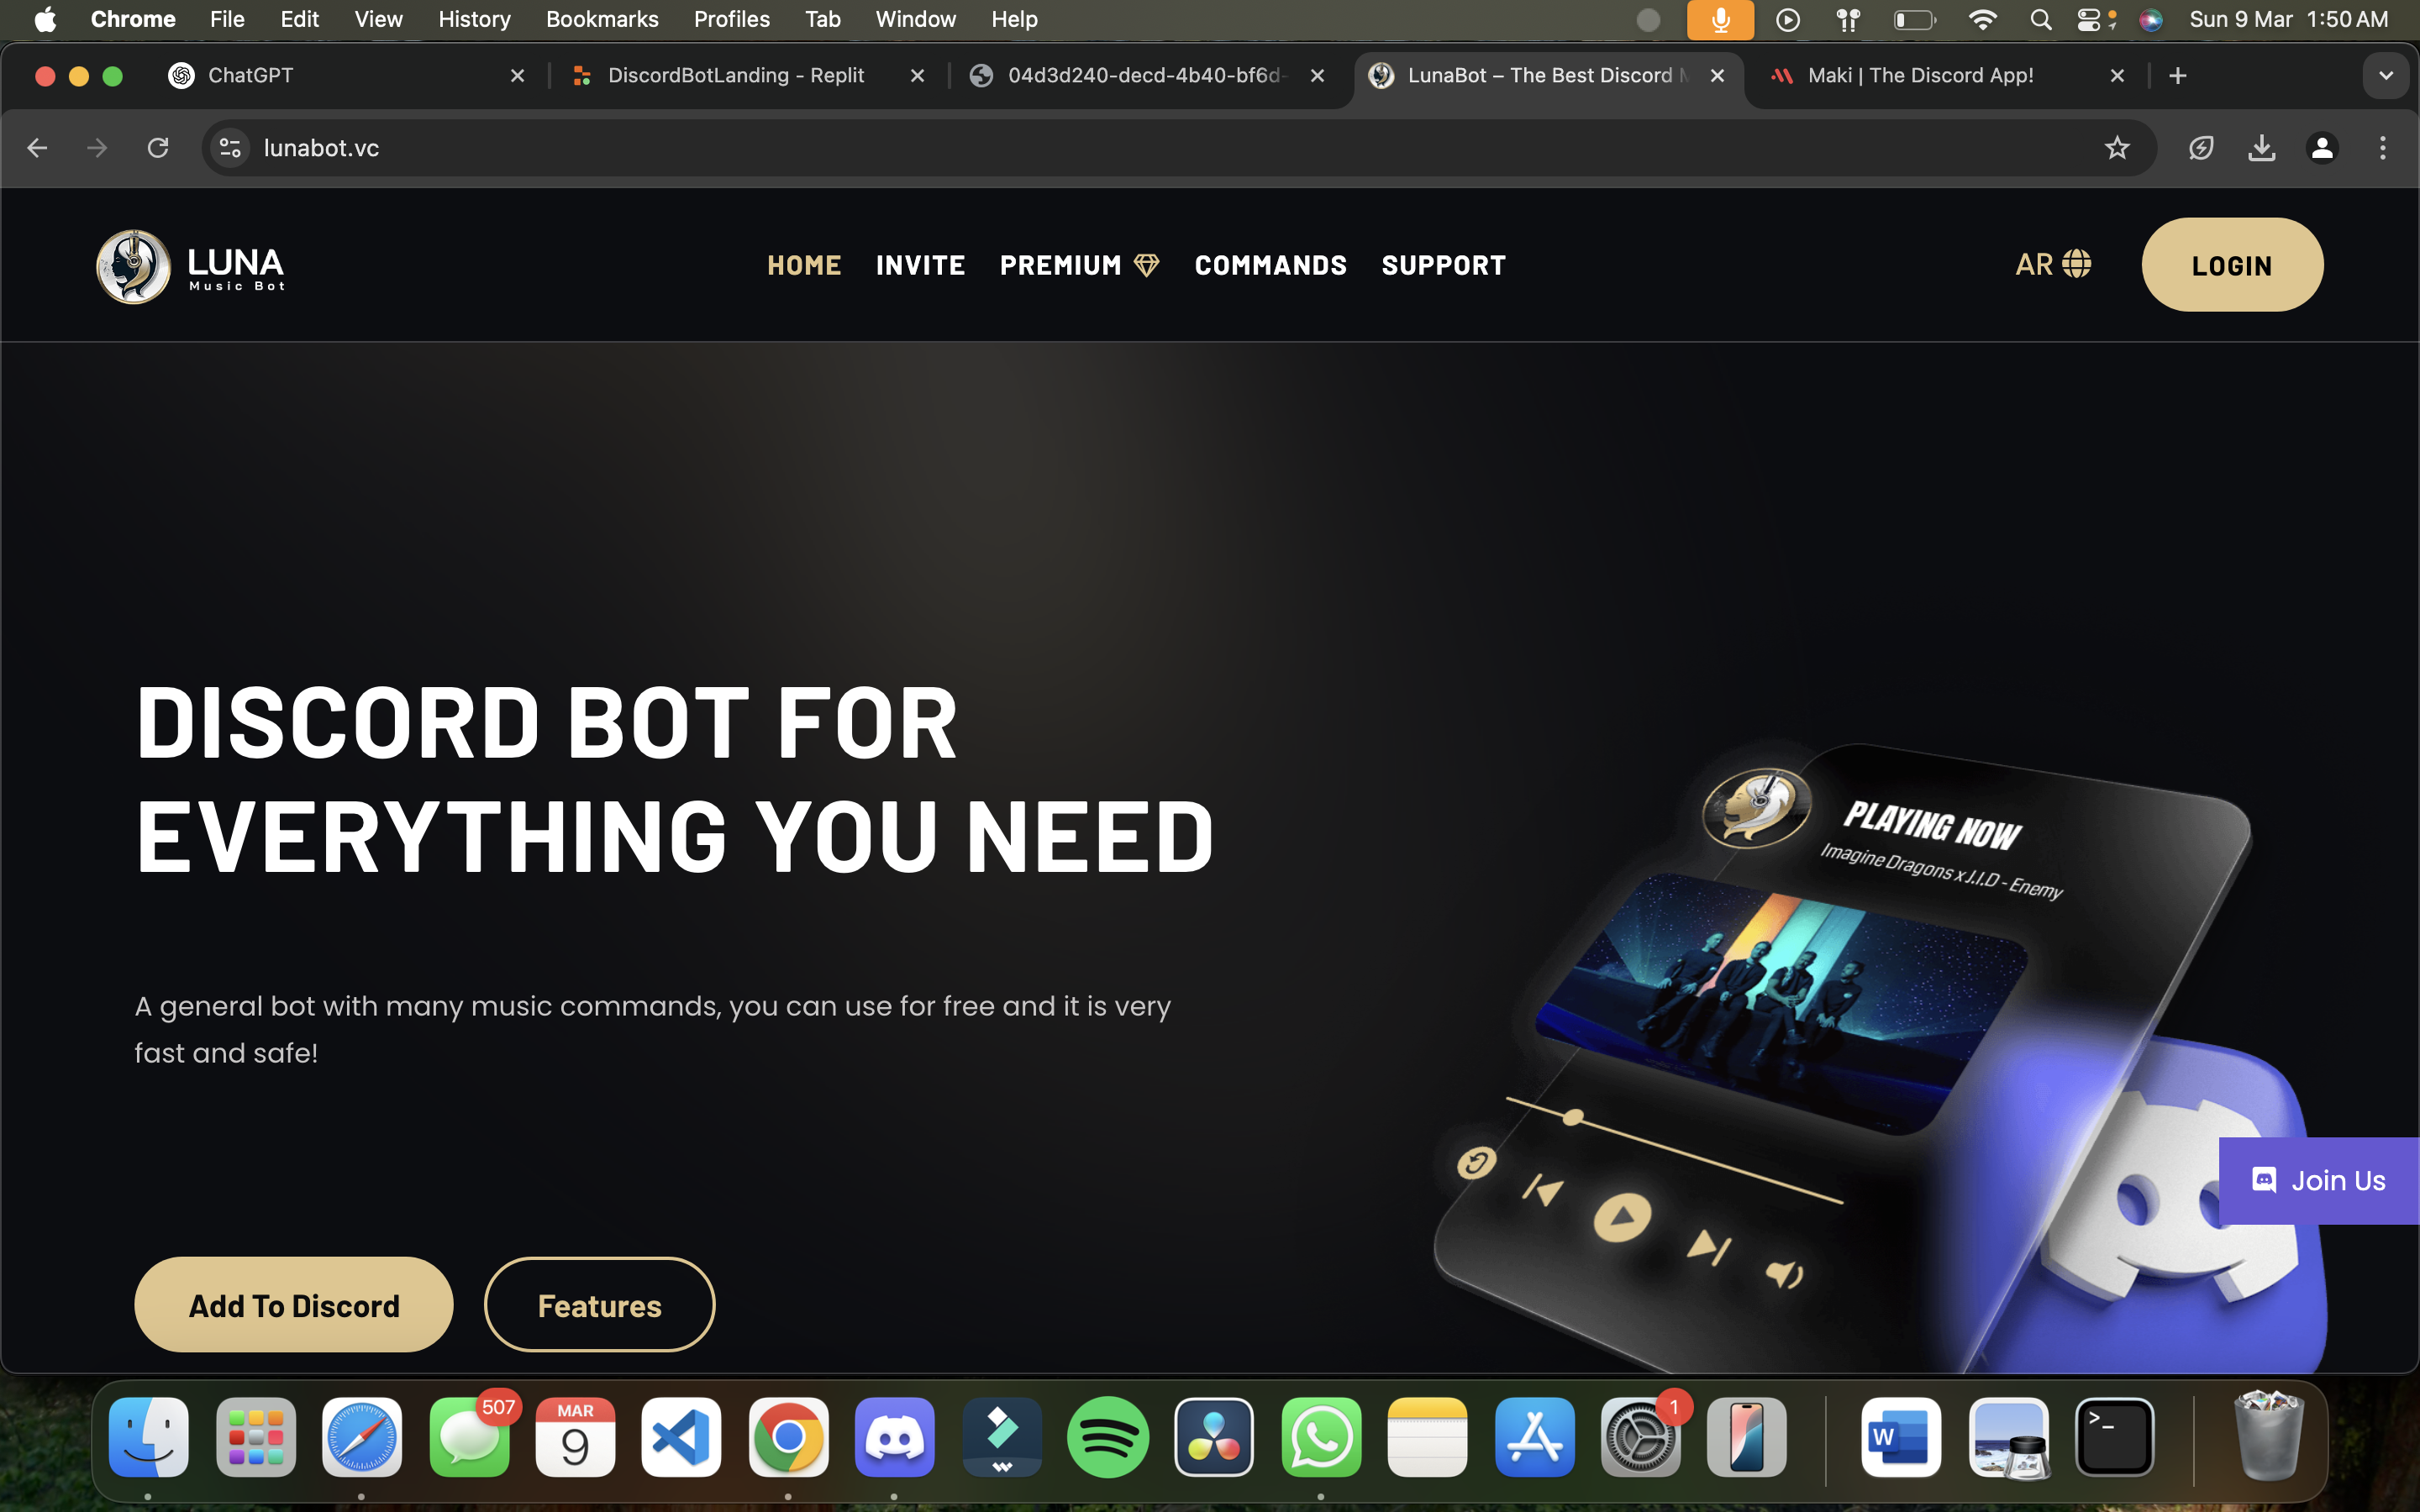 Chrome File Edit View History Bookmarks Profiles Tab Window Help Sun 9 Mar 1:50 AM
ChatGPT DiscordBotLanding - Replit 04d3d240-decd-4b40-bf6d- LunaBot – The Best Discord Maki | The Discord App!
lunabot.vc
LUNA
Music Bot
HOME INVITE PREMIUM COMMANDS SUPPORT AR LOGIN
DISCORD BOT FOR
EVERYTHING YOU NEED
A general bot with many music commands, you can use for free and it is very
fast and safe!
Add To Discord Features
PLAYING NOW
Imagine Dragons x J.I.D - Enemy
Join Us
507
MAR
9
1
W
>_